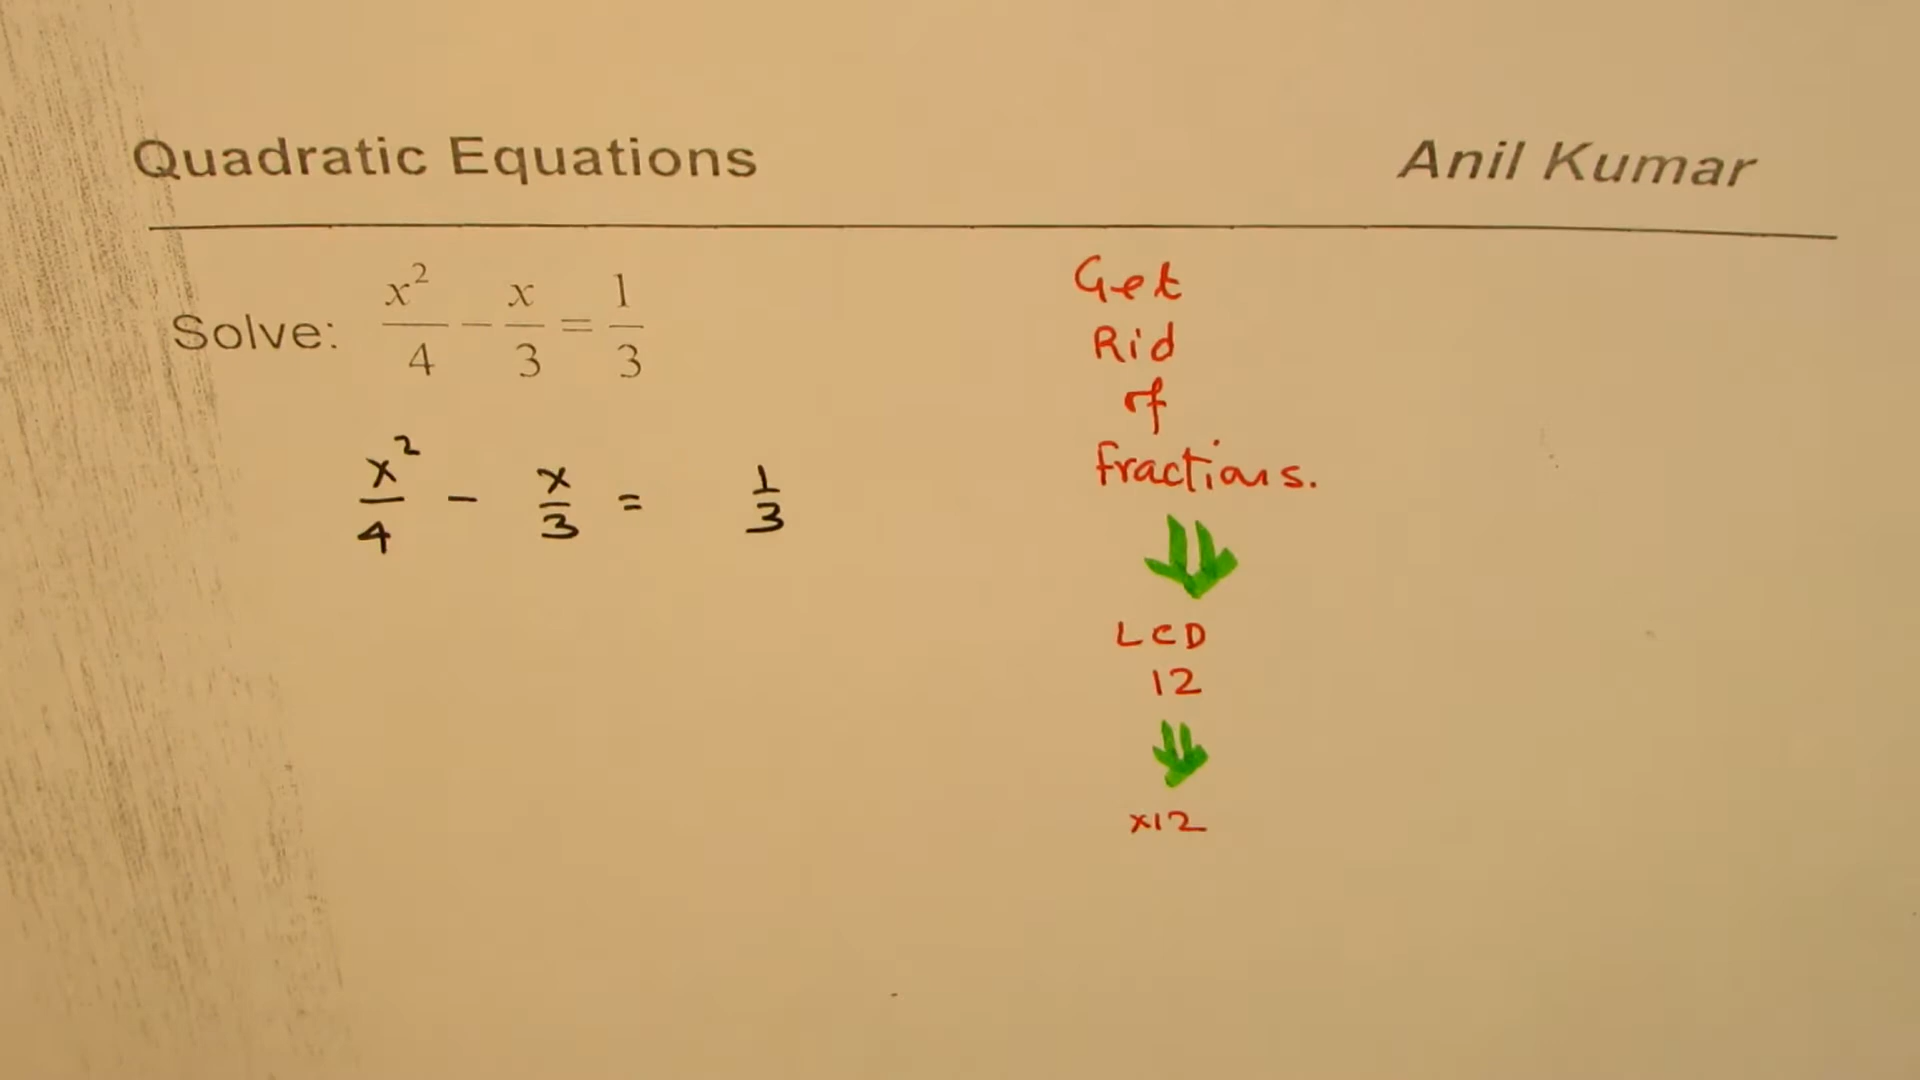 Quadratic Equations
Anil Kumar
Solve: x²/4 − x/3 = 1/3
x²/4 − x/3 = 1/3
Get
Rid
of
fractions.
LCD
12
x12